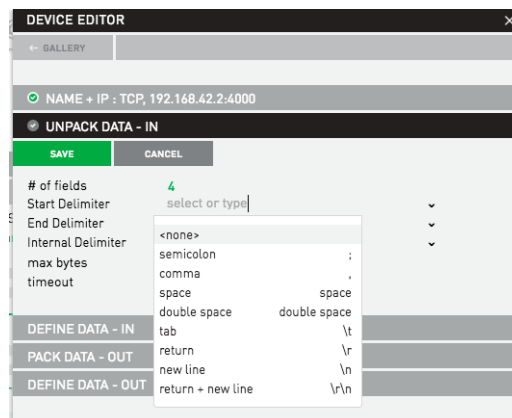 DEVICE EDITOR ×
← GALLERY
NAME + IP : TCP, 192.168.42.2:4000
UNPACK DATA - IN
SAVE CANCEL
# of fields 4
Start Delimiter select or type
End Delimiter
Internal Delimiter
max bytes
timeout
<none>
semicolon ;
comma ,
space space
double space double space
tab \t
return \r
new line \n
return + new line \r\n
DEFINE DATA - IN
PACK DATA - OUT
DEFINE DATA - OUT